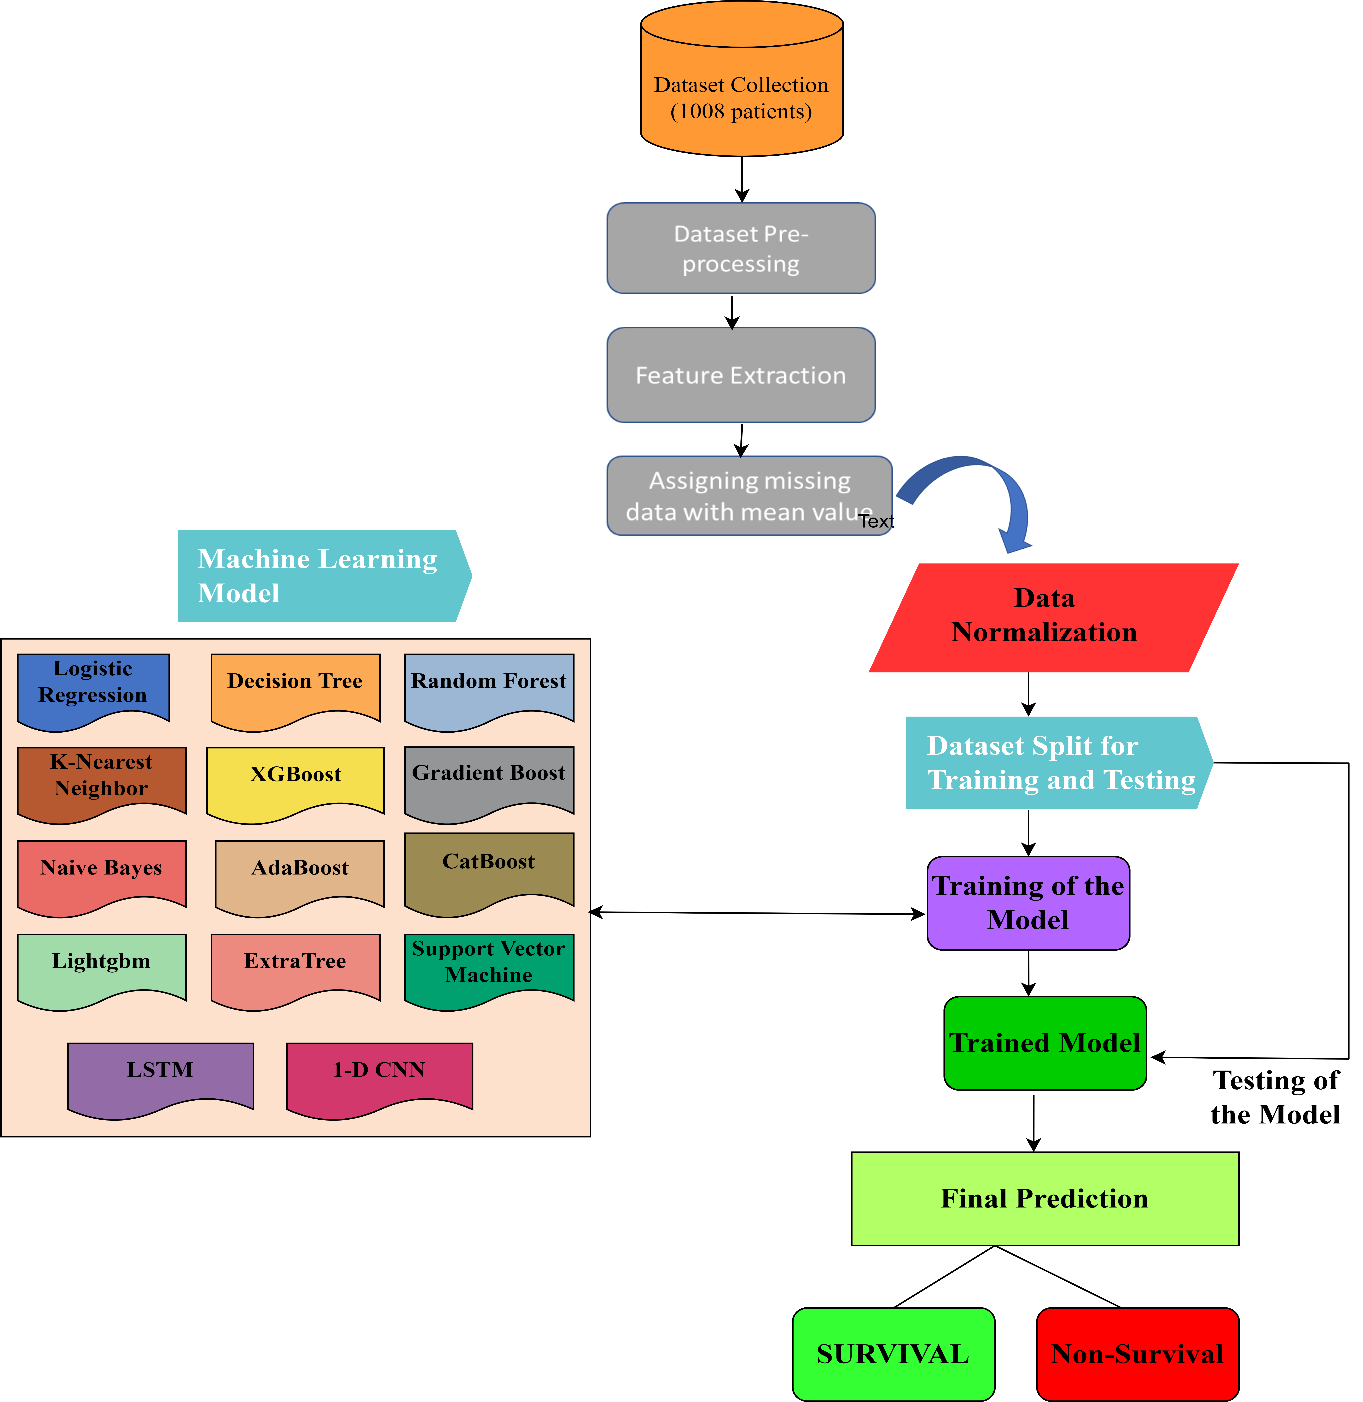 Dataset Collection
(1008 patients)
Dataset Pre-
processing
Feature Extraction
Assigning missing
data with mean value
Text
Machine Learning
Model
Logistic
Regression
Decision Tree
Random Forest
K-Nearest
Neighbor
XGBoost
Gradient Boost
Naive Bayes
AdaBoost
CatBoost
Lightgbm
ExtraTree
Support Vector
Machine
LSTM
1-D CNN
Data
Normalization
Dataset Split for
Training and Testing
Training of the
Model
Trained Model
Testing of
the Model
Final Prediction
SURVIVAL
Non-Survival